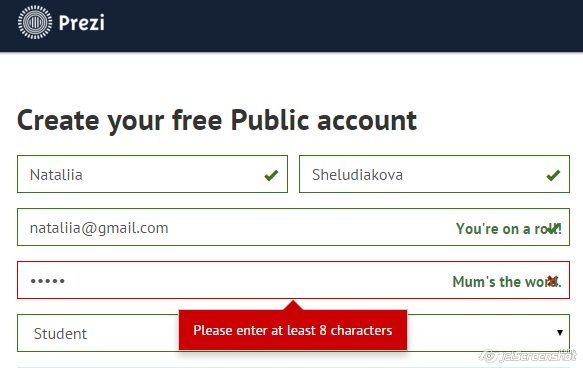 Prezi
Create your free Public account
Nataliia
Sheludiakova
nataliia@gmail.com You're on a roll!
••••• Mum's the word.
Please enter at least 8 characters
Student
jetscreenshot